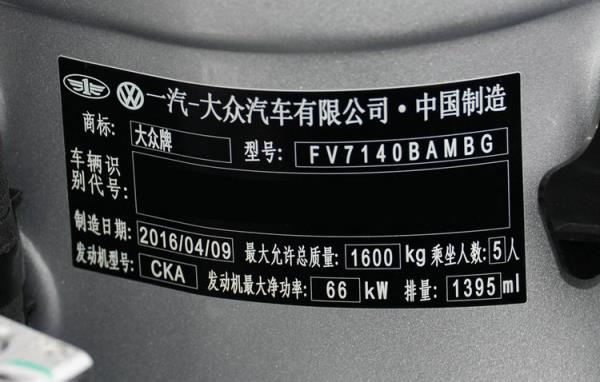 一汽-大众汽车有限公司·中国制造
商标: 大众牌 型号: FV7140BAMBG
车辆识别代号:
制造日期: 2016/04/09 最大允许总质量: 1600 kg 乘坐人数: 5 人
发动机型号: CKA 发动机最大净功率: 66 kW 排量: 1395 ml